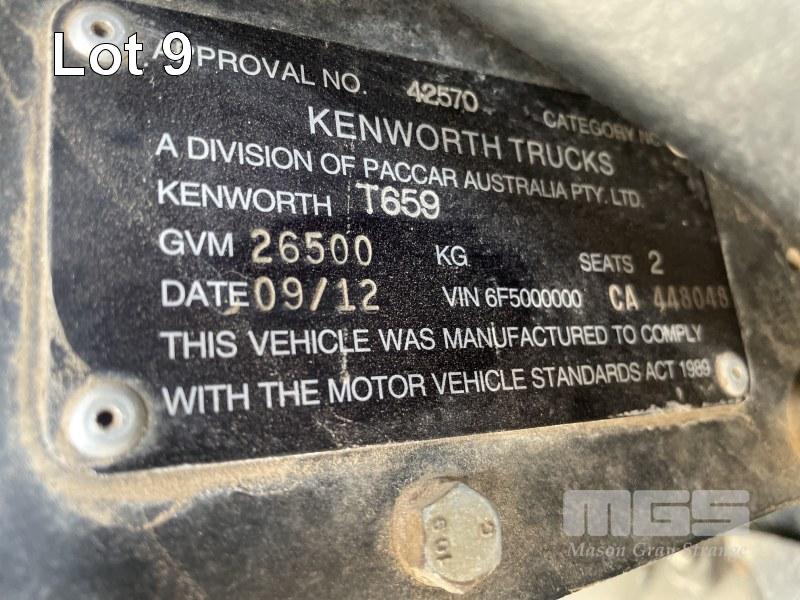 Lot 9
APPROVAL NO. 42570 CATEGORY NO.
KENWORTH TRUCKS
A DIVISION OF PACCAR AUSTRALIA PTY. LTD.
KENWORTH T659
GVM 26500 KG SEATS 2
DATE 09/12 VIN 6F5000000 CA 448048
THIS VEHICLE WAS MANUFACTURED TO COMPLY
WITH THE MOTOR VEHICLE STANDARDS ACT 1989
MGS
Mason Gray Strange